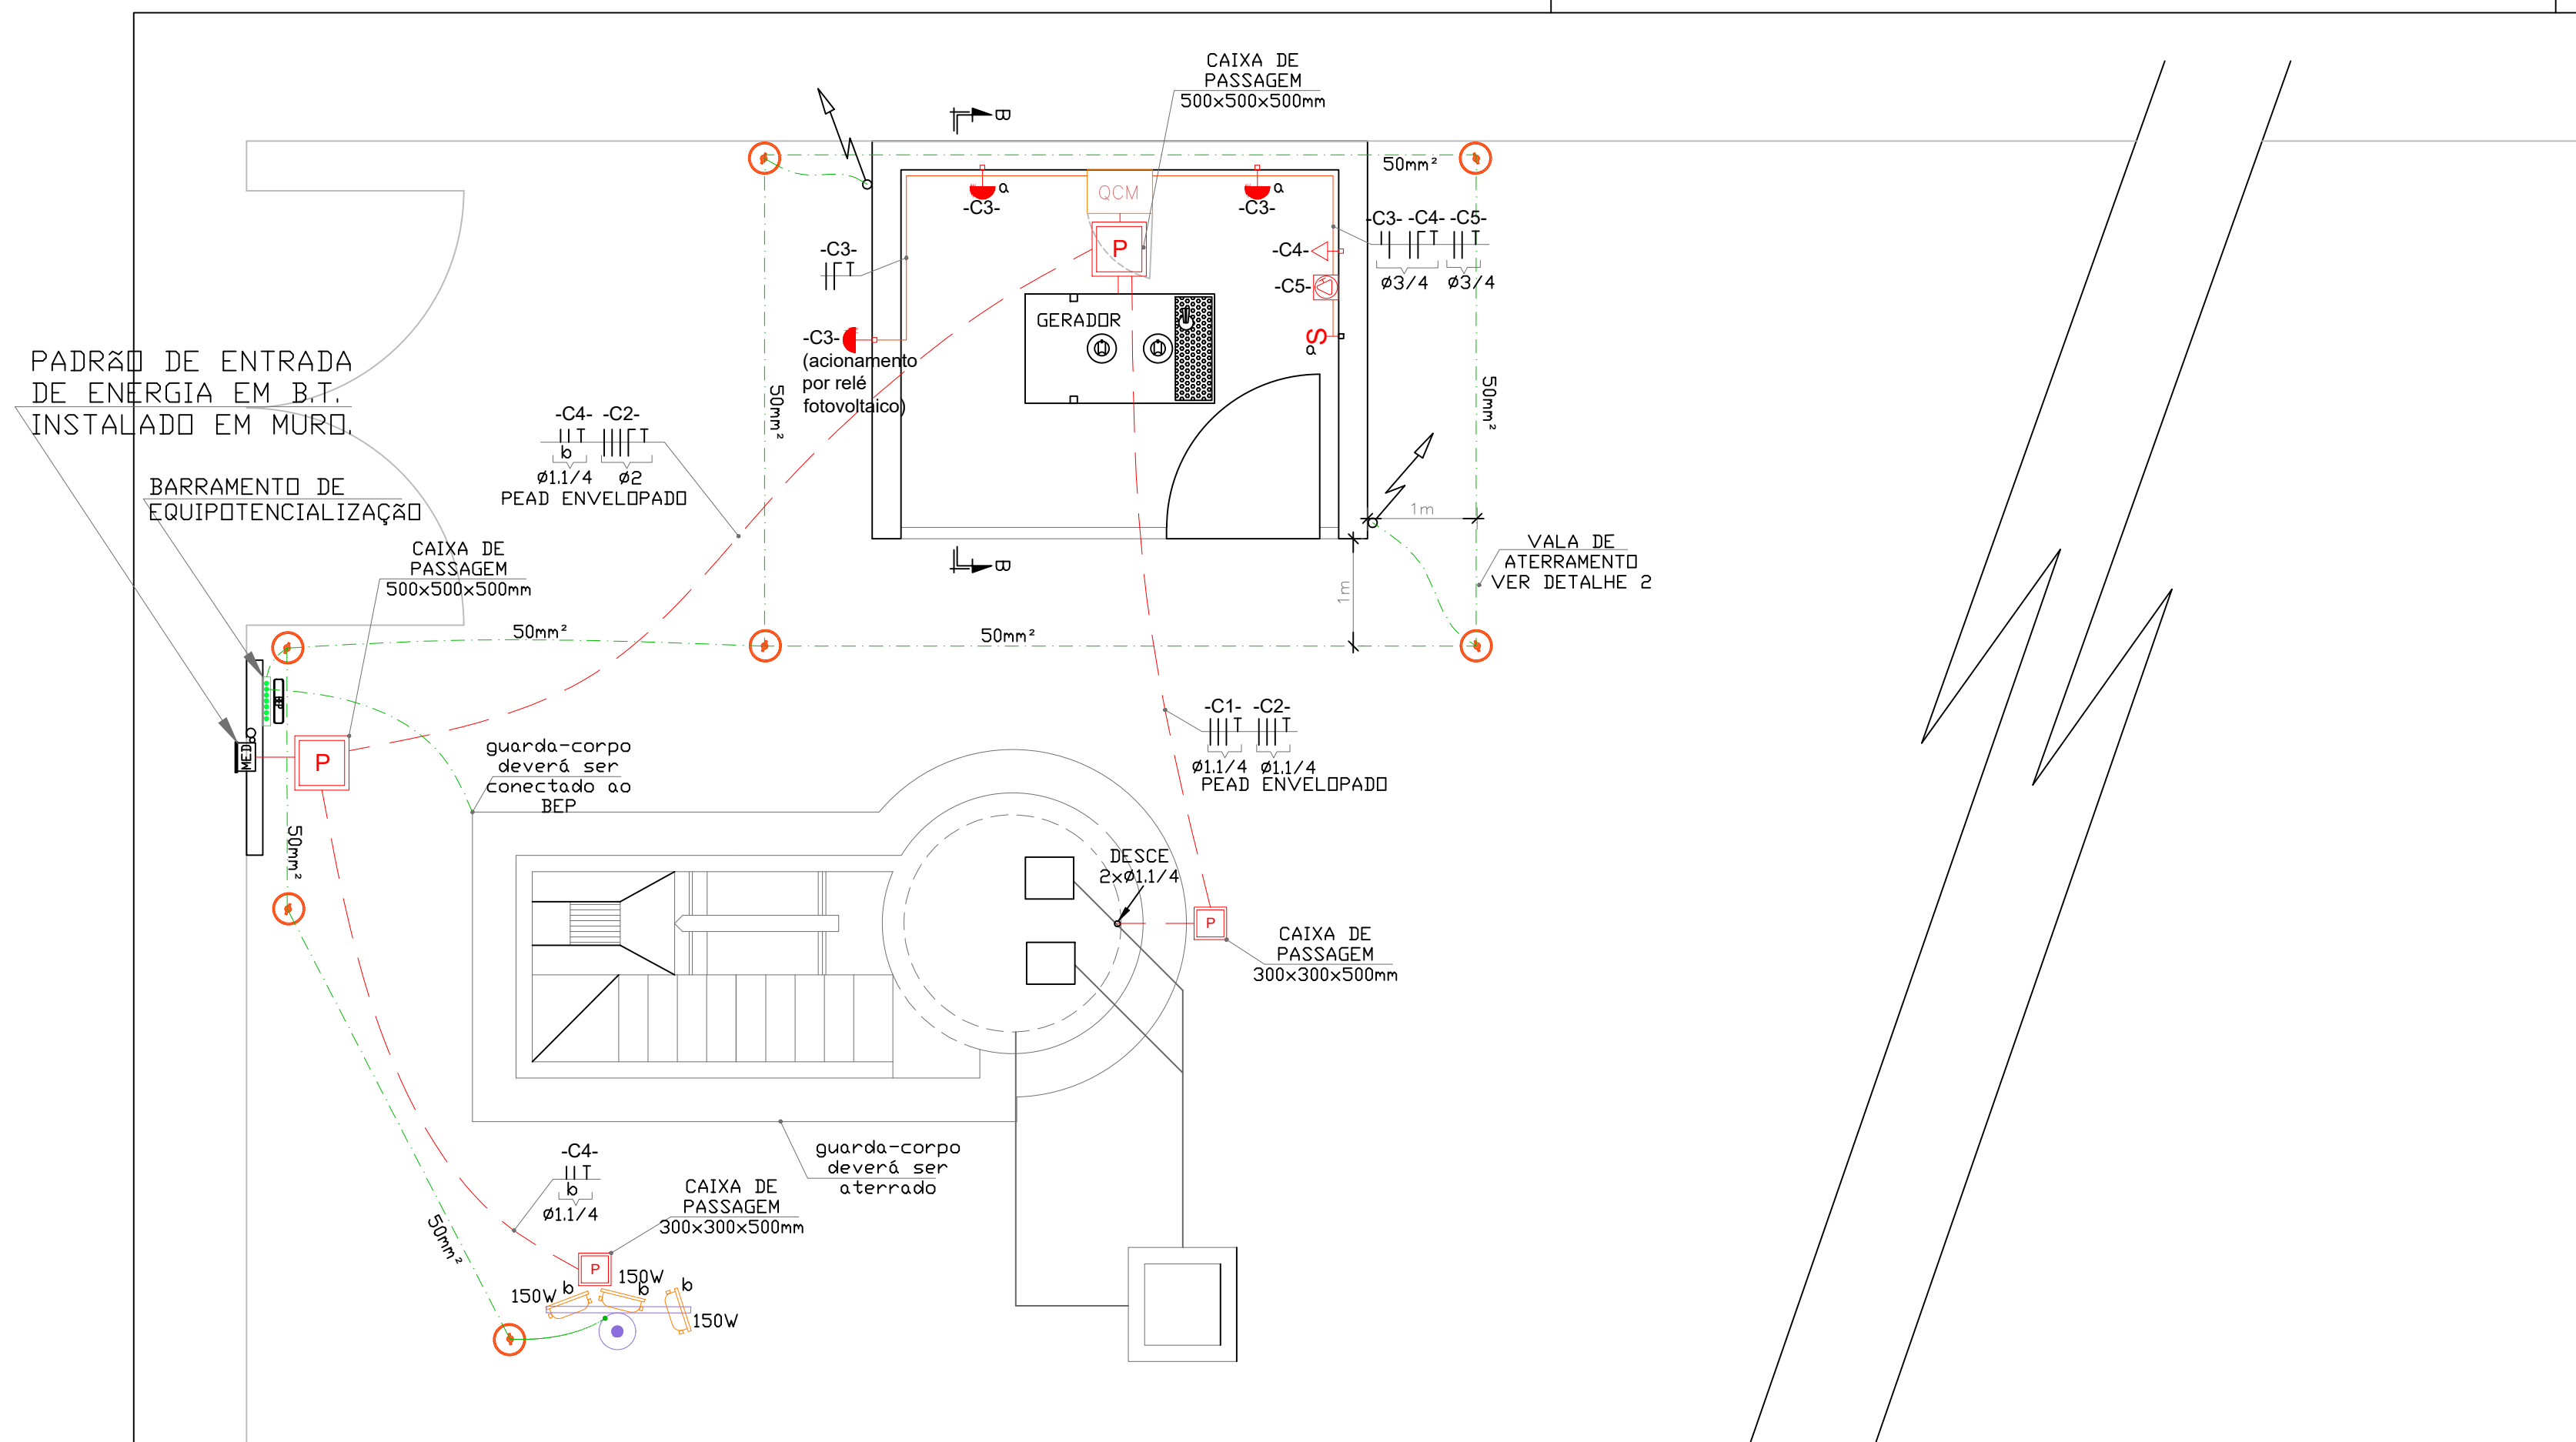 CAIXA DE
PASSAGEM
500x500x500mm
B
50mm²
QCM
a
-C3-
a
-C3-
P
-C3- -C4- -C5-
ø3/4 ø3/4
-C4-
-C5-
S
a
-C3-
GERADOR
-C3-
(acionamento
por relé
fotovoltaico)
50mm²
50mm²
PADRÃO DE ENTRADA
DE ENERGIA EM B.T.
INSTALADO EM MURO.
-C4- -C2-
b
ø1.1/4 ø2
PEAD ENVELOPADO
BARRAMENTO DE
EQUIPOTENCIALIZAÇÃO
CAIXA DE
PASSAGEM
500x500x500mm
B
1m
1m
VALA DE
ATERRAMENTO
VER DETALHE 2
50mm²
50mm²
MED
P
50mm²
guarda-corpo
deverá ser
conectado ao
BEP
-C1- -C2-
ø1.1/4 ø1.1/4
PEAD ENVELOPADO
DESCE
2xø1.1/4
P
CAIXA DE
PASSAGEM
300x300x500mm
guarda-corpo
deverá ser
aterrado
-C4-
b
ø1.1/4
CAIXA DE
PASSAGEM
300x300x500mm
50mm²
P
150W b
150W
b
b
150W